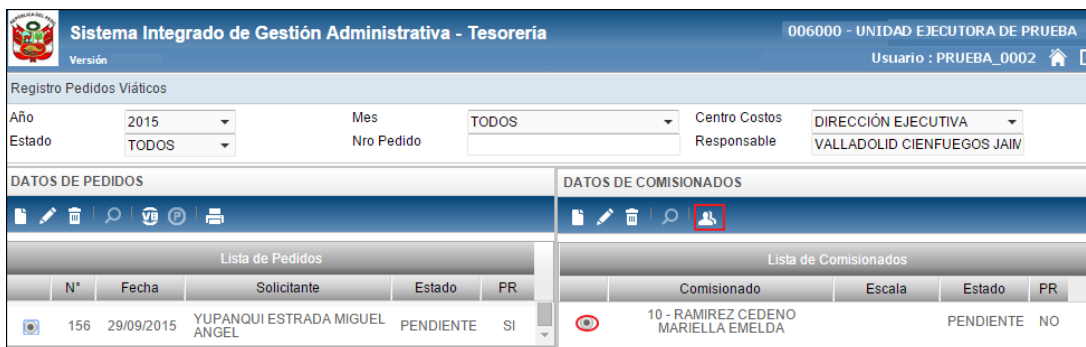 Sistema Integrado de Gestión Administrativa - Tesorería
006000 - UNIDAD EJECUTORA DE PRUEBA
Versión
Usuario : PRUEBA_0002
Registro Pedidos Viáticos
Año 2015 Mes TODOS Centro Costos DIRECCIÓN EJECUTIVA
Estado TODOS Nro Pedido Responsable VALLADOLID CIENFUEGOS JAIM
DATOS DE PEDIDOS
VB P
Lista de Pedidos
N° Fecha Solicitante Estado PR
156 29/09/2015 YUPANQUI ESTRADA MIGUEL ANGEL PENDIENTE SI
DATOS DE COMISIONADOS
Lista de Comisionados
Comisionado Escala Estado PR
10 - RAMIREZ CEDENO
MARIELLA EMELDA PENDIENTE NO